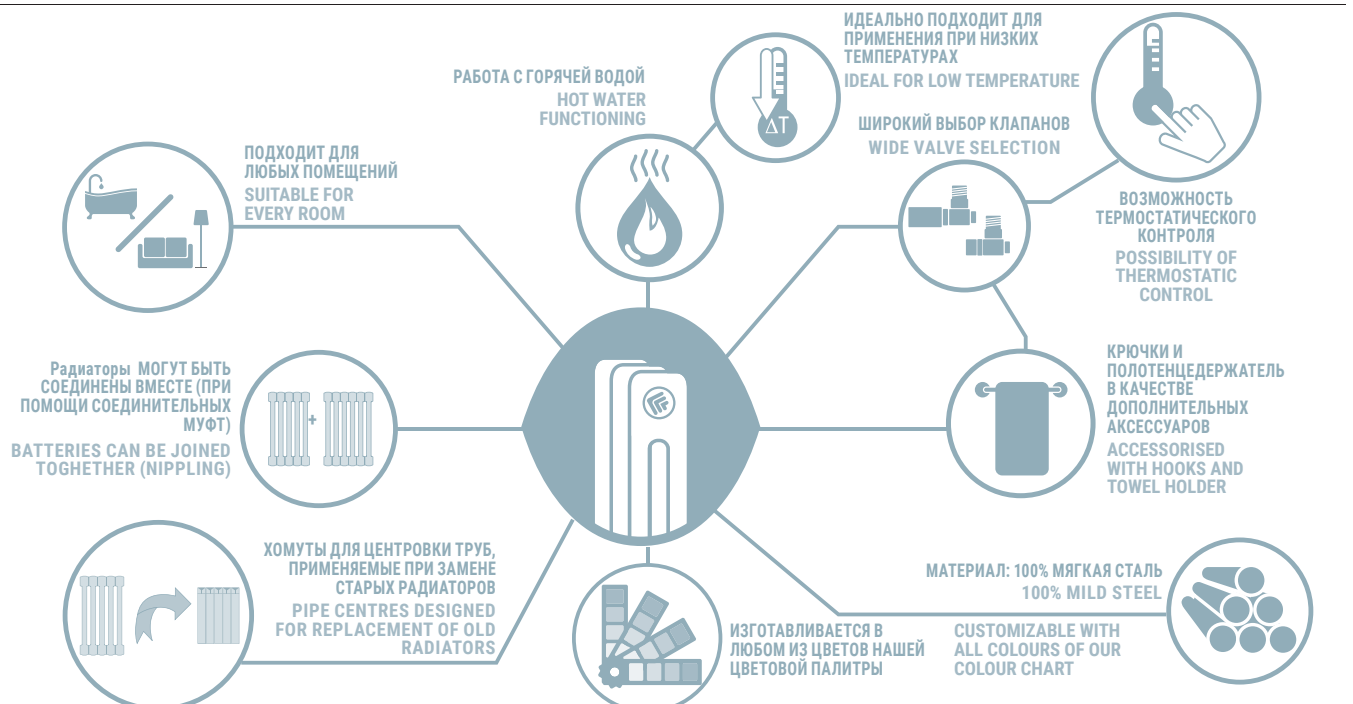 ИДЕАЛЬНО ПОДХОДИТ ДЛЯ
ПРИМЕНЕНИЯ ПРИ НИЗКИХ
ТЕМПЕРАТУРАХ
IDEAL FOR LOW TEMPERATURE
РАБОТА С ГОРЯЧЕЙ ВОДОЙ
HOT WATER
FUNCTIONING
ΔT
ШИРОКИЙ ВЫБОР КЛАПАНОВ
WIDE VALVE SELECTION
ПОДХОДИТ ДЛЯ
ЛЮБЫХ ПОМЕЩЕНИЙ
SUITABLE FOR
EVERY ROOM
ВОЗМОЖНОСТЬ
ТЕРМОСТАТИЧЕСКОГО
КОНТРОЛЯ
POSSIBILITY OF
THERMOSTATIC
CONTROL
Радиаторы МОГУТ БЫТЬ
СОЕДИНЕНЫ ВМЕСТЕ (ПРИ
ПОМОЩИ СОЕДИНИТЕЛЬНЫХ
МУФТ)
BATTERIES CAN BE JOINED
TOGHETHER (NIPPLING)
+
КРЮЧКИ И
ПОЛОТЕНЦЕДЕРЖАТЕЛЬ
В КАЧЕСТВЕ
ДОПОЛНИТЕЛЬНЫХ
АКСЕССУАРОВ
ACCESSORISED
WITH HOOKS AND
TOWEL HOLDER
ХОМУТЫ ДЛЯ ЦЕНТРОВКИ ТРУБ,
ПРИМЕНЯЕМЫЕ ПРИ ЗАМЕНЕ
СТАРЫХ РАДИАТОРОВ
PIPE CENTRES DESIGNED
FOR REPLACEMENT OF OLD
RADIATORS
МАТЕРИАЛ: 100% МЯГКАЯ СТАЛЬ
100% MILD STEEL
ИЗГОТАВЛИВАЕТСЯ В
ЛЮБОМ ИЗ ЦВЕТОВ НАШЕЙ
ЦВЕТОВОЙ ПАЛИТРЫ
CUSTOMIZABLE WITH
ALL COLOURS OF OUR
COLOUR CHART